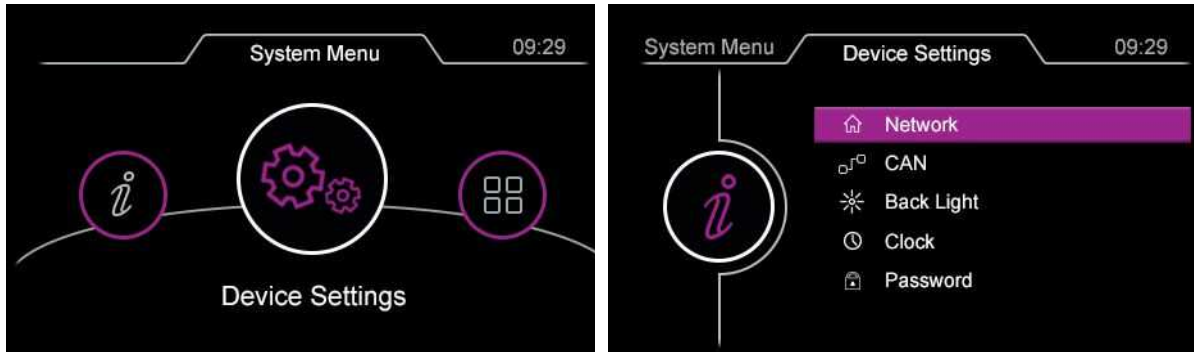 System Menu
09:29
Device Settings
System Menu
Device Settings
09:29
Network
CAN
Back Light
Clock
Password